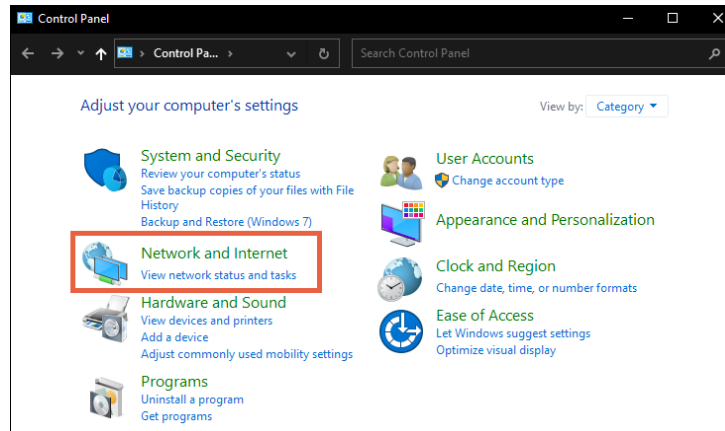 Control Panel
Control Pa...
Search Control Panel
Adjust your computer's settings
View by: Category
System and Security
Review your computer's status
Save backup copies of your files with File
History
Backup and Restore (Windows 7)
Network and Internet
View network status and tasks
Hardware and Sound
View devices and printers
Add a device
Adjust commonly used mobility settings
Programs
Uninstall a program
Get programs
User Accounts
Change account type
Appearance and Personalization
Clock and Region
Change date, time, or number formats
Ease of Access
Let Windows suggest settings
Optimize visual display